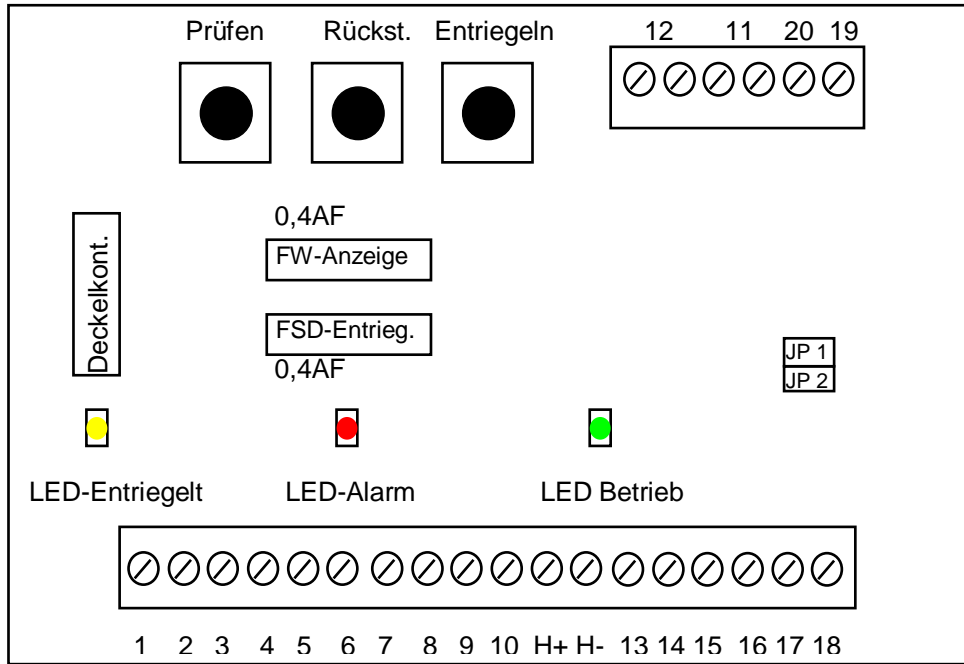 Prüfen Rückst. Entriegeln 12 11 20 19
0,4AF
FW-Anzeige
Deckelkont.
FSD-Entrieg.
0,4AF
JP 1
JP 2
LED-Entriegelt LED-Alarm LED Betrieb
1 2 3 4 5 6 7 8 9 10 H+ H- 13 14 15 16 17 18